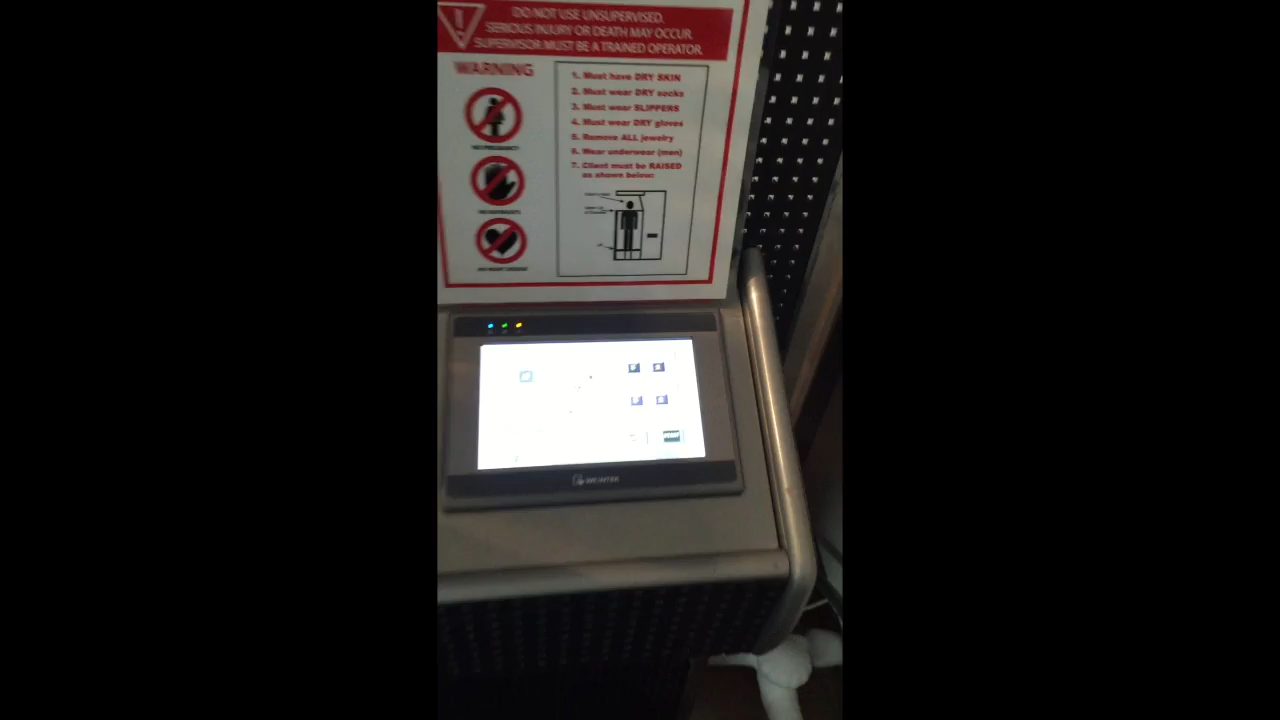 DO NOT USE UNSUPERVISED.
SERIOUS INJURY OR DEATH MAY OCCUR.
SUPERVISOR MUST BE A TRAINED OPERATOR.
WARNING
NO PREGNANCY
1. Must have DRY SKIN
2. Must wear DRY socks
3. Must wear SLIPPERS
4. Must wear DRY gloves
5. Remove ALL jewelry
6. Wear underwear (men)
7. Client must be RAISED
as shown below: